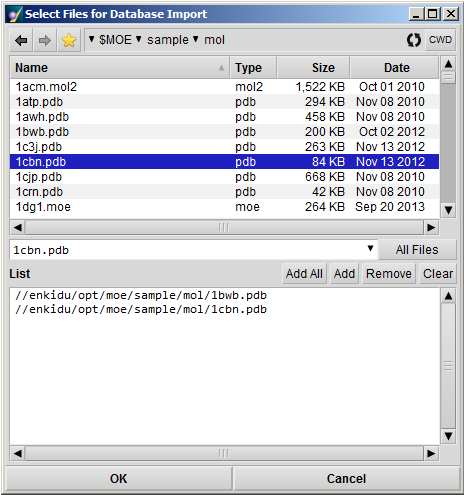 Select Files for Database Import
$MOE sample mol CWD
Name Type Size Date
1acm.mol2 mol2 1,522 KB Oct 01 2010
1atp.pdb pdb 294 KB Nov 08 2010
1awh.pdb pdb 458 KB Nov 08 2010
1bwb.pdb pdb 200 KB Oct 02 2012
1c3j.pdb pdb 263 KB Nov 13 2012
1cbn.pdb pdb 84 KB Nov 13 2012
1cjp.pdb pdb 668 KB Nov 08 2010
1crn.pdb pdb 42 KB Nov 08 2010
1dg1.moe moe 264 KB Sep 20 2013
1cbn.pdb All Files
List Add All Add Remove Clear
//enkidu/opt/moe/sample/mol/1bwb.pdb
//enkidu/opt/moe/sample/mol/1cbn.pdb
OK Cancel